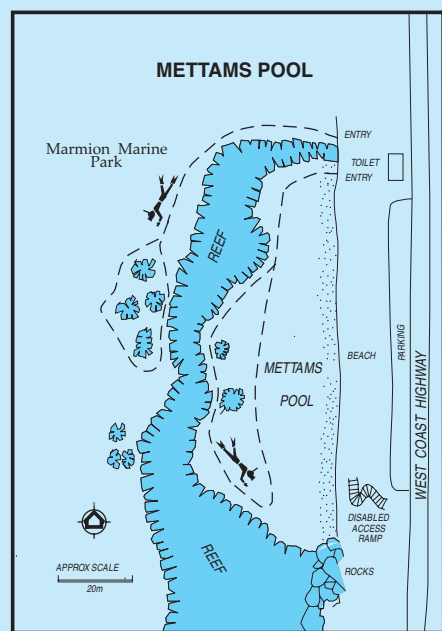 METTAMS POOL
Marmion Marine
Park
ENTRY
TOILET
ENTRY
REEF
PARKING
BEACH
METTAMS
POOL
WEST COAST HIGHWAY
DISABLED
ACCESS
RAMP
REEF
APPROX SCALE
20m
ROCKS